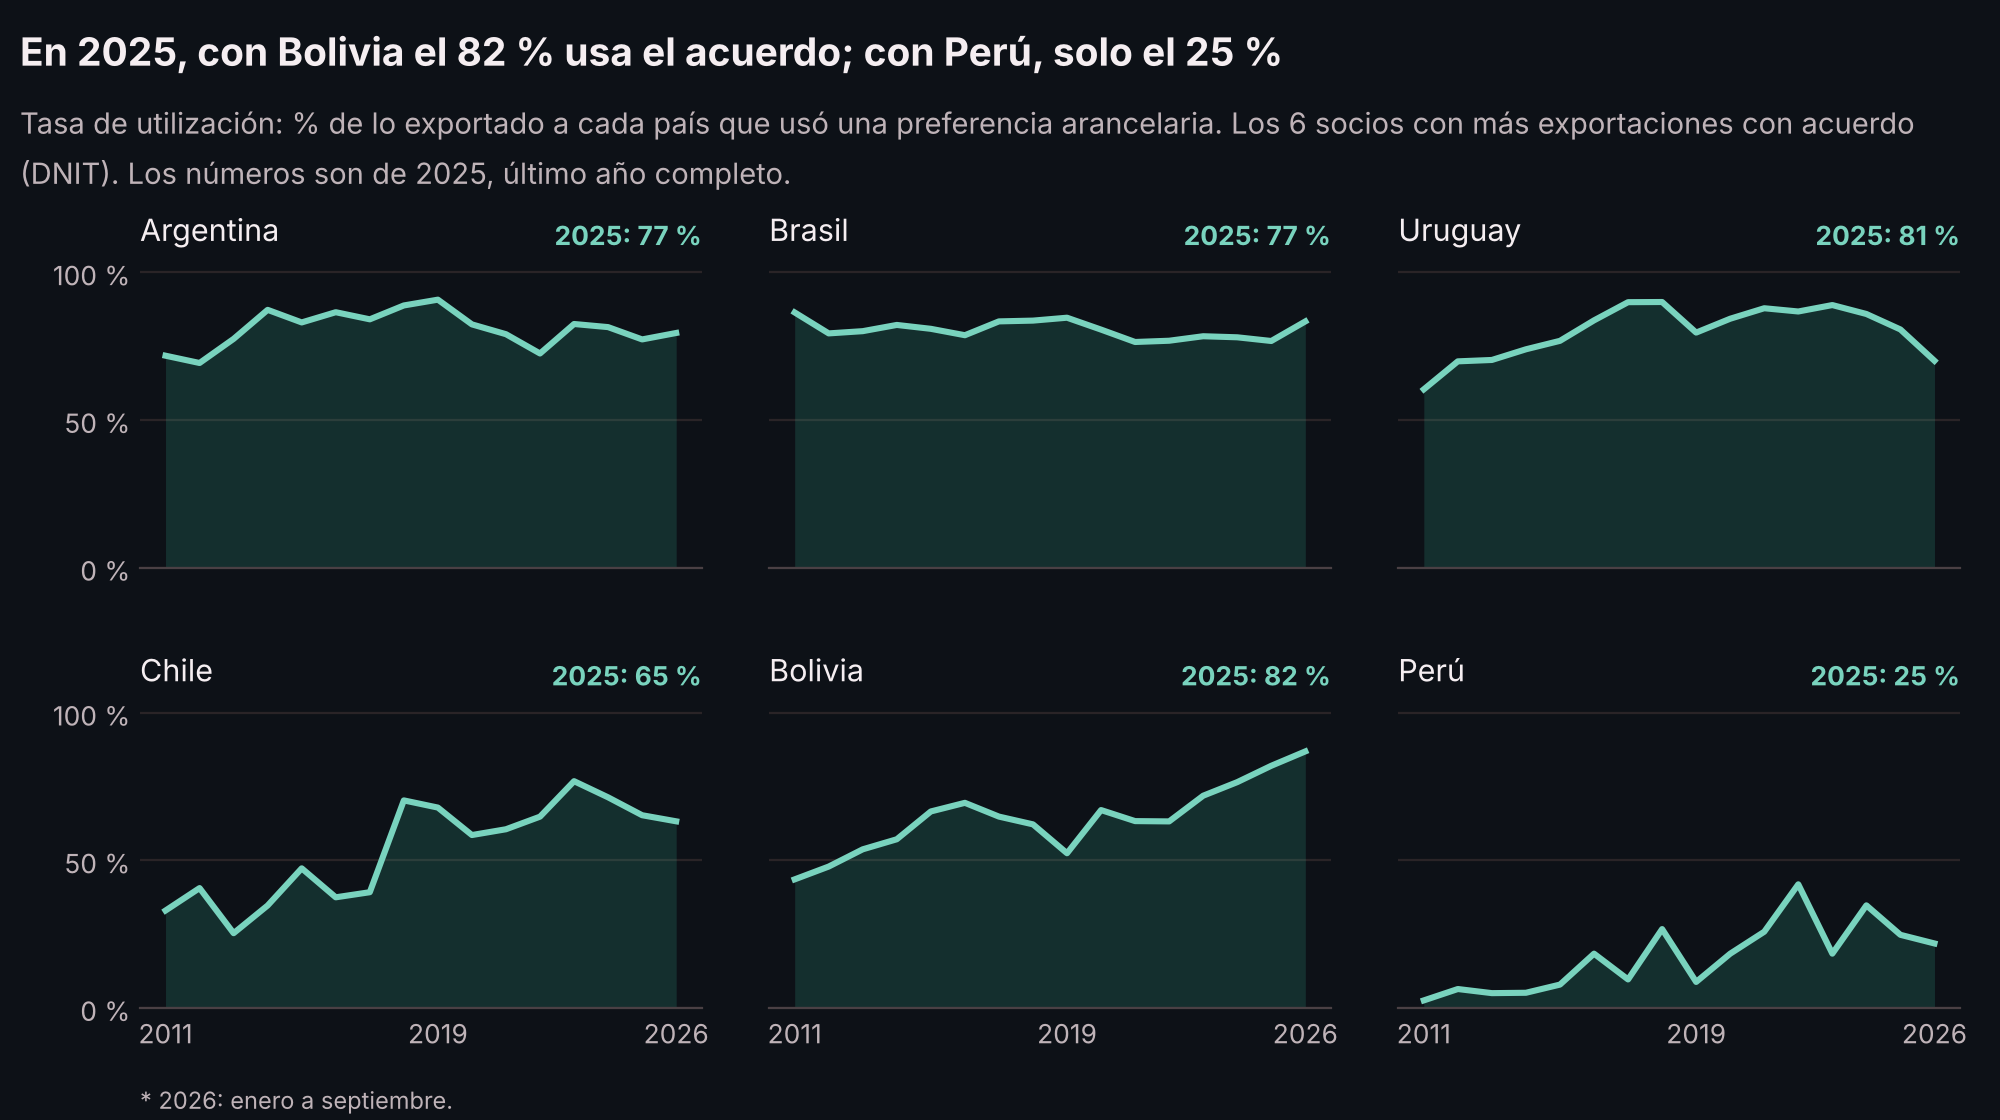 En 2025, con Bolivia el 82 % usa el acuerdo; con Perú, solo el 25 %
Tasa de utilización: % de lo exportado a cada país que usó una preferencia arancelaria. Los 6 socios con más exportaciones con acuerdo
(DNIT). Los números son de 2025, último año completo.
Argentina 2025: 77 %
Brasil 2025: 77 %
Uruguay 2025: 81 %
100 %
50 %
0 %
Chile 2025: 65 %
Bolivia 2025: 82 %
Perú 2025: 25 %
100 %
50 %
0 %
2011 2019 2026
2011 2019 2026
2011 2019 2026
* 2026: enero a septiembre.